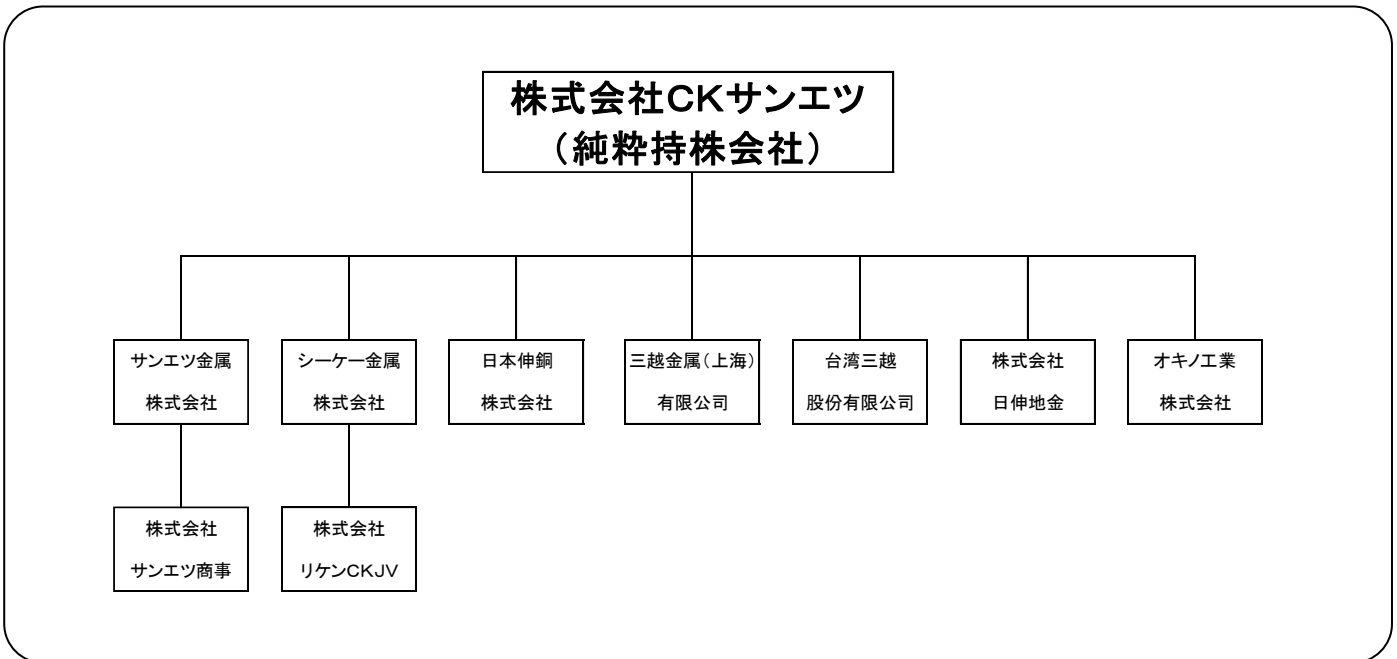 株式会社CKサンエツ
（純粋持株会社）
サンエツ金属
株式会社
シーケー金属
株式会社
日本伸銅
株式会社
三越金属（上海）
有限公司
台湾三越
股份有限公司
株式会社
日伸地金
オキノ工業
株式会社
株式会社
サンエツ商事
株式会社
リケンCKJV